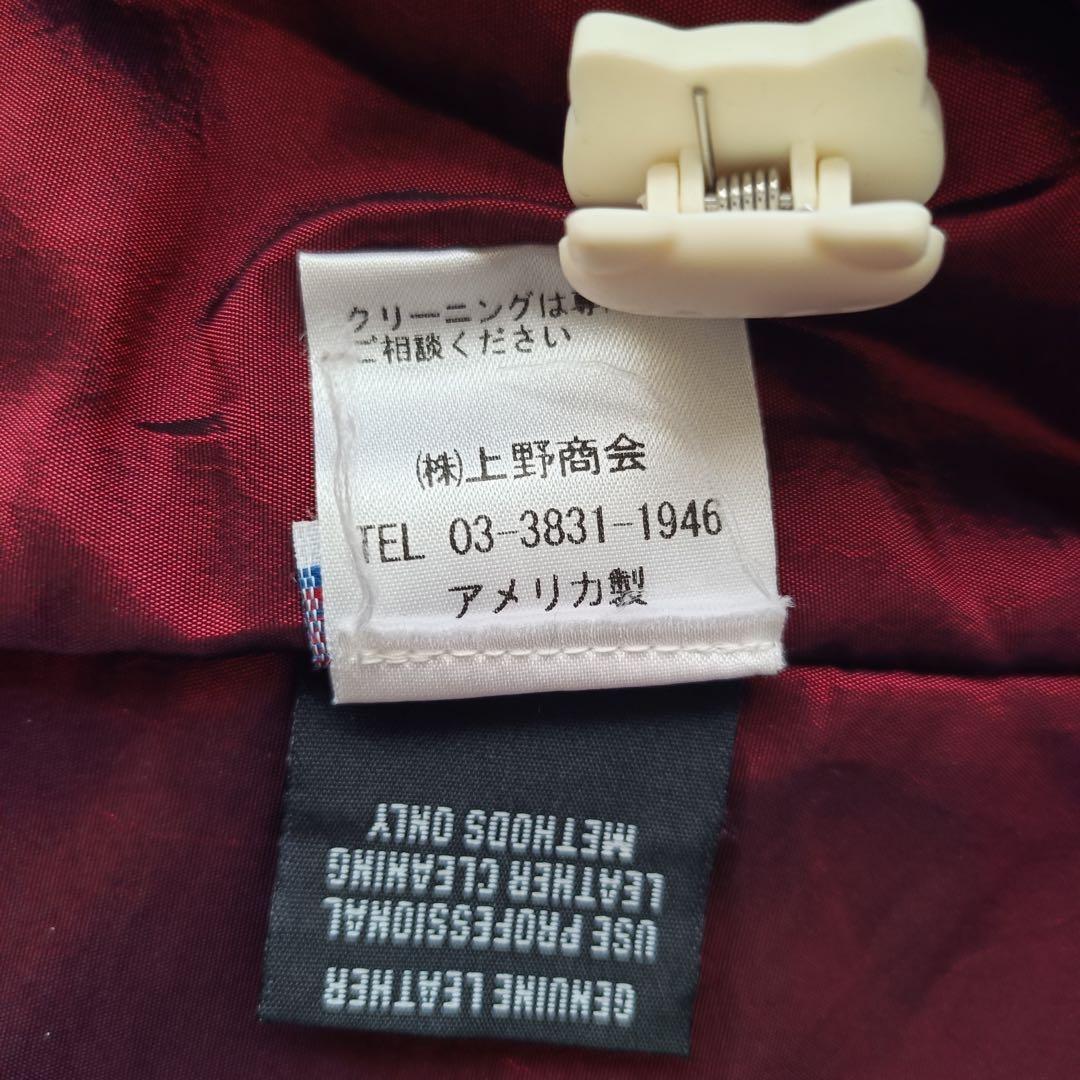 クリーニングは専
ご相談ください
(株)上野商会
TEL 03-3831-1946
アメリカ製
GENUINE LEATHER
USE PROFESSIONAL
LEATHER CLEANING
METHODS ONLY